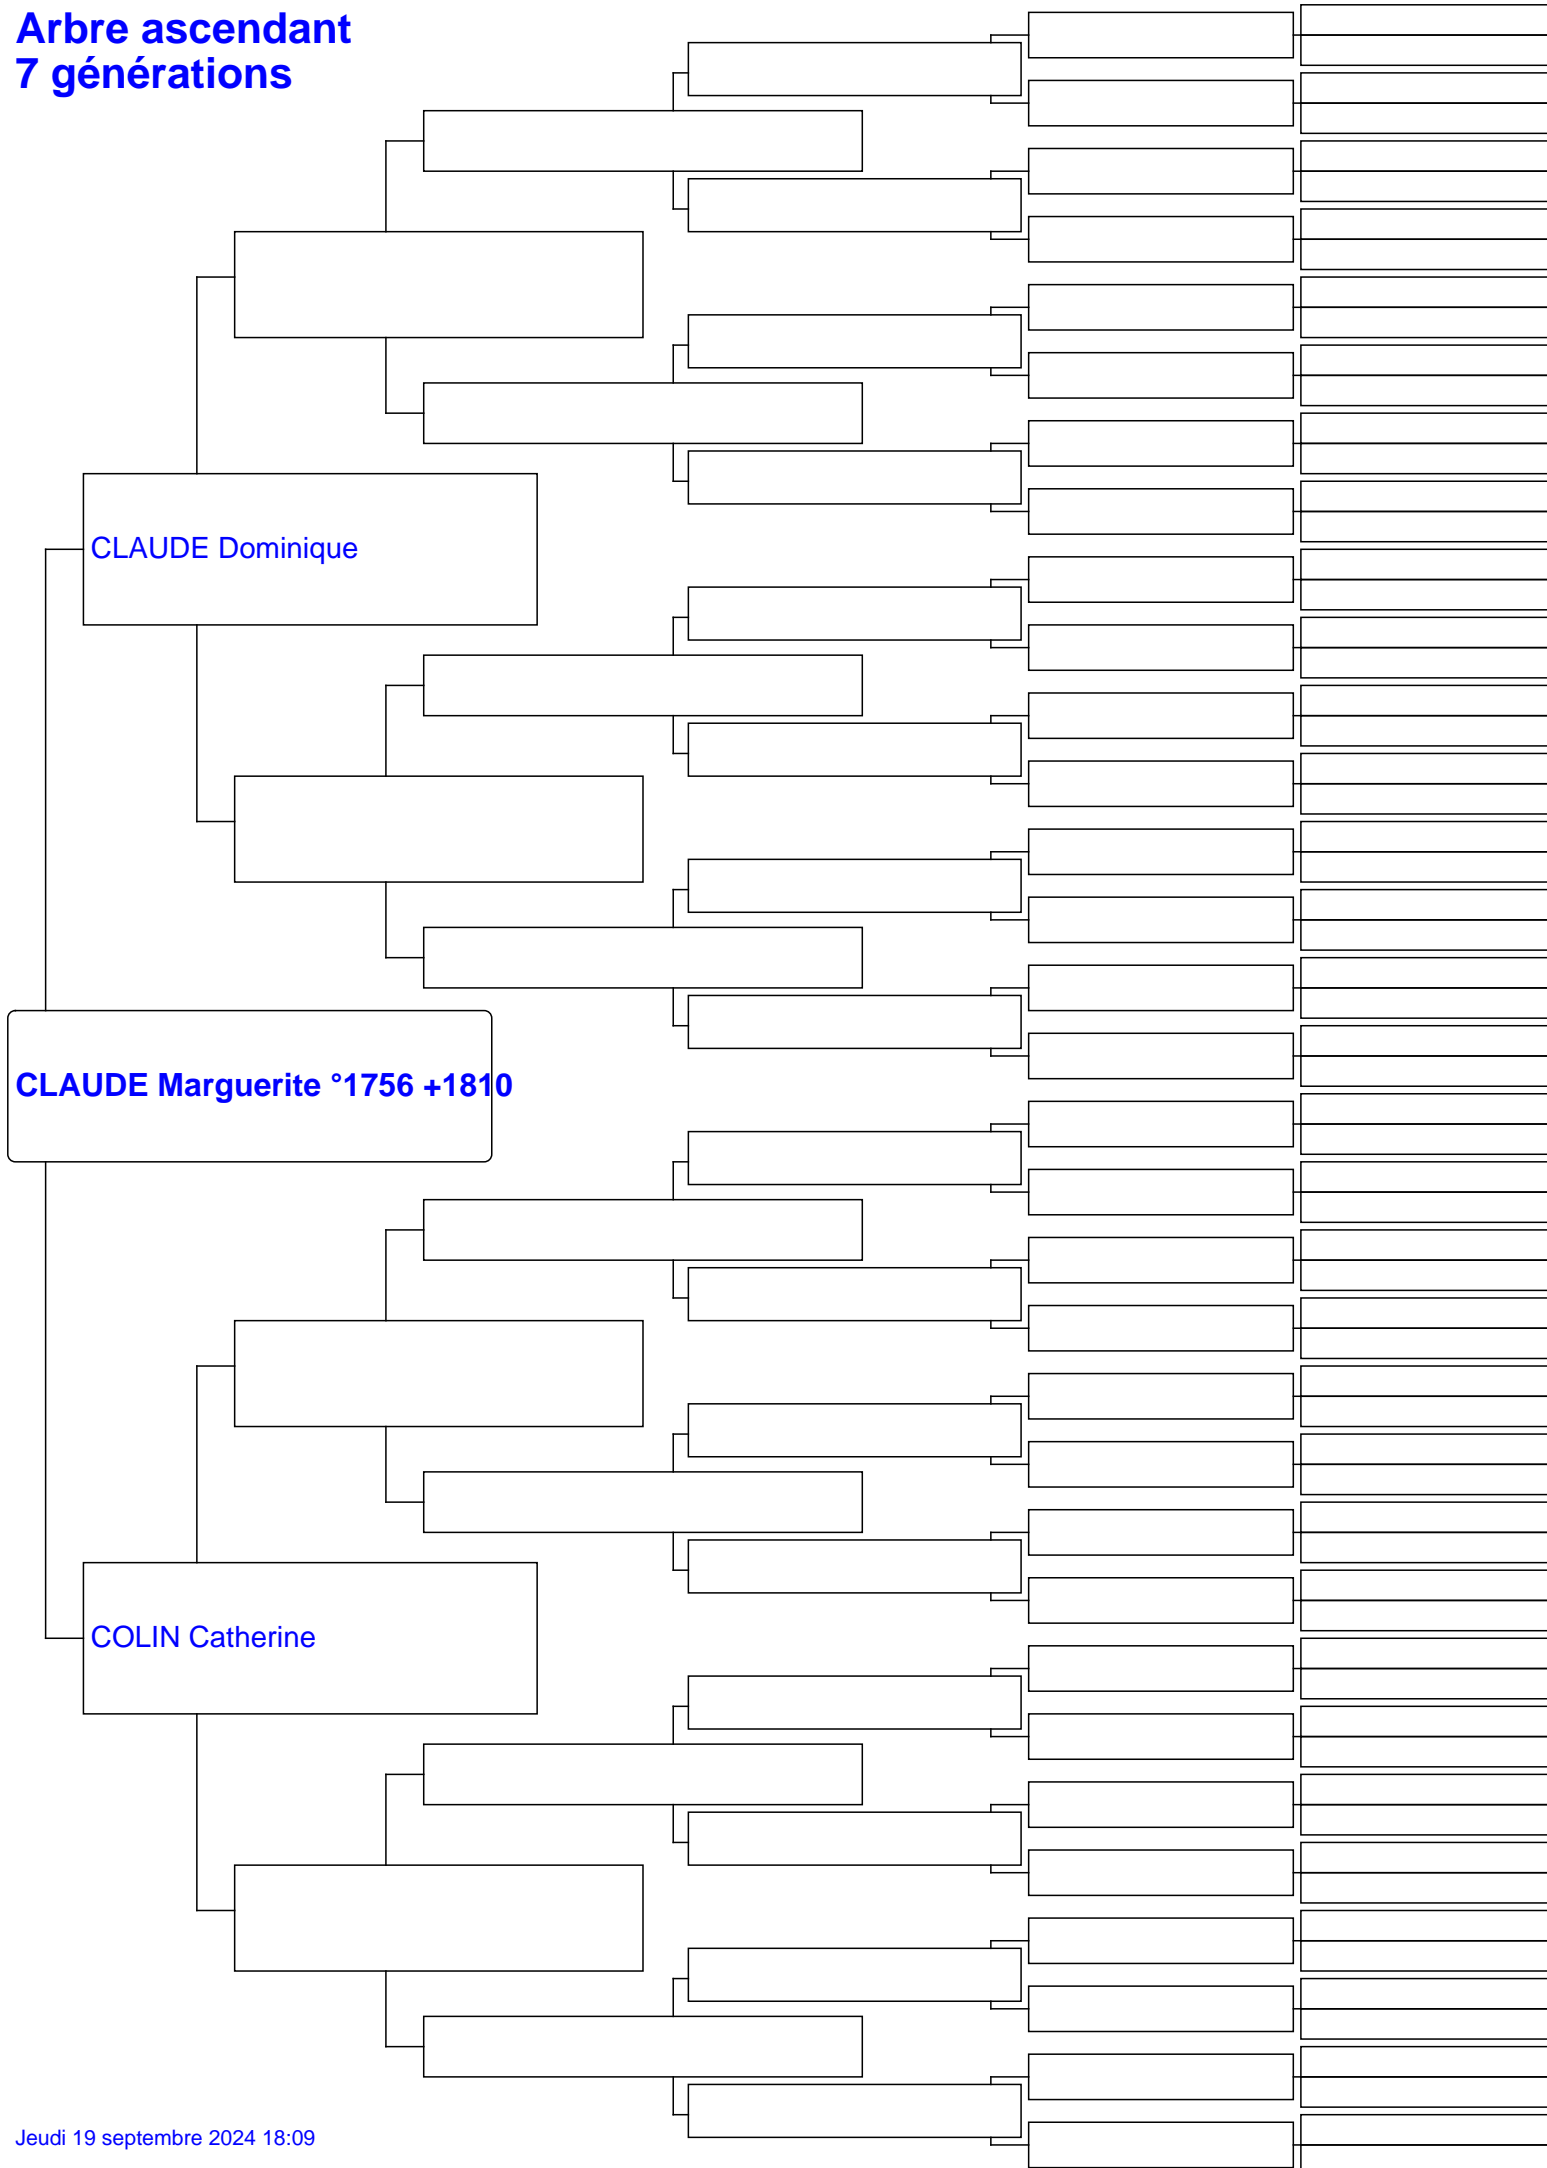 Arbre ascendant
7 générations
CLAUDE Dominique
CLAUDE Marguerite °1756 +1810
COLIN Catherine
Jeudi 19 septembre 2024 18:09